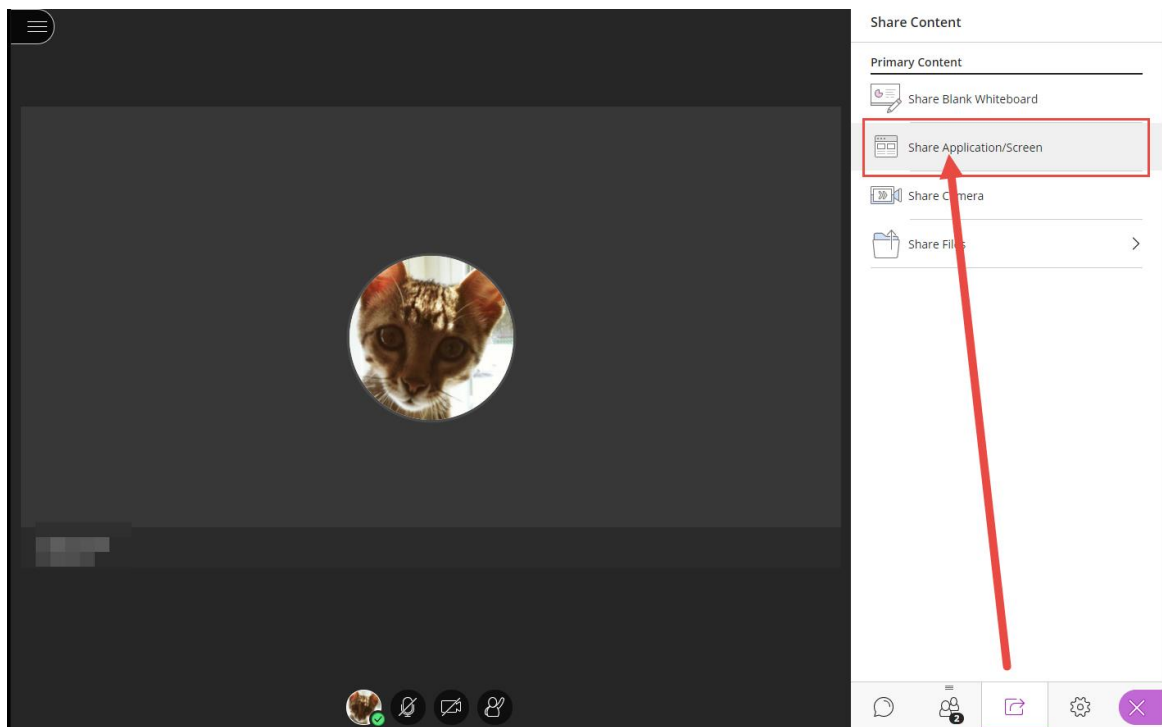 Share Content
Primary Content
Share Blank Whiteboard
Share Application/Screen
Share Camera
Share Files
2